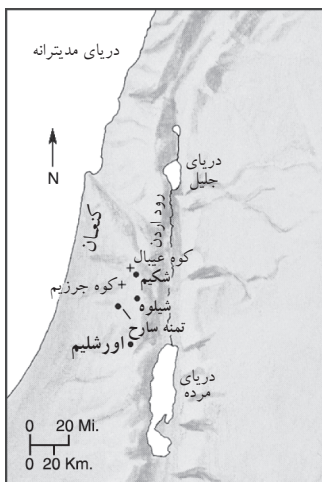 دریای مدیترانه
N
دریای
جلیل
رود اردن
کنعان
کوه عیبال
شکیم
کوه جرزیم
شیلوه
تمنه سارح
اورشلیم
دریای
مرده
0 20 Mi.
0 20 Km.